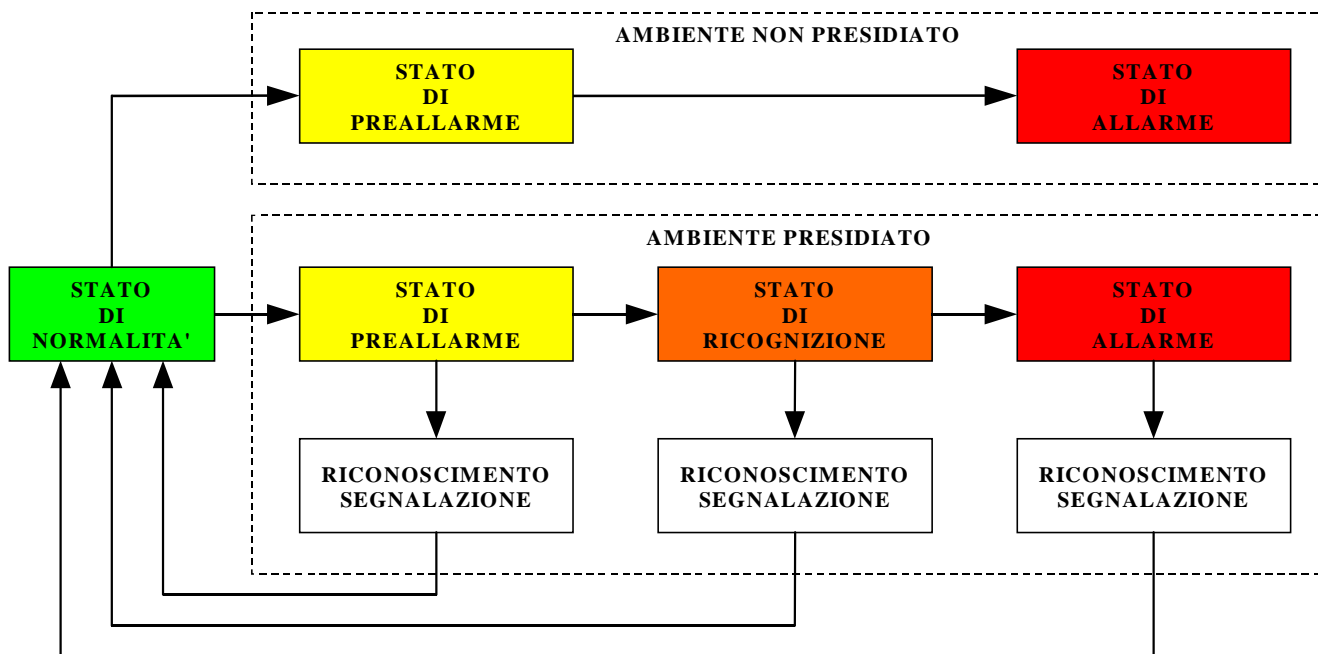 AMBIENTE NON PRESIDIATO
STATO
DI
PREALLARME
STATO
DI
ALLARME
AMBIENTE PRESIDIATO
STATO
DI
NORMALITA'
STATO
DI
PREALLARME
STATO
DI
RICOGNIZIONE
STATO
DI
ALLARME
RICONOSCIMENTO
SEGNALAZIONE
RICONOSCIMENTO
SEGNALAZIONE
RICONOSCIMENTO
SEGNALAZIONE